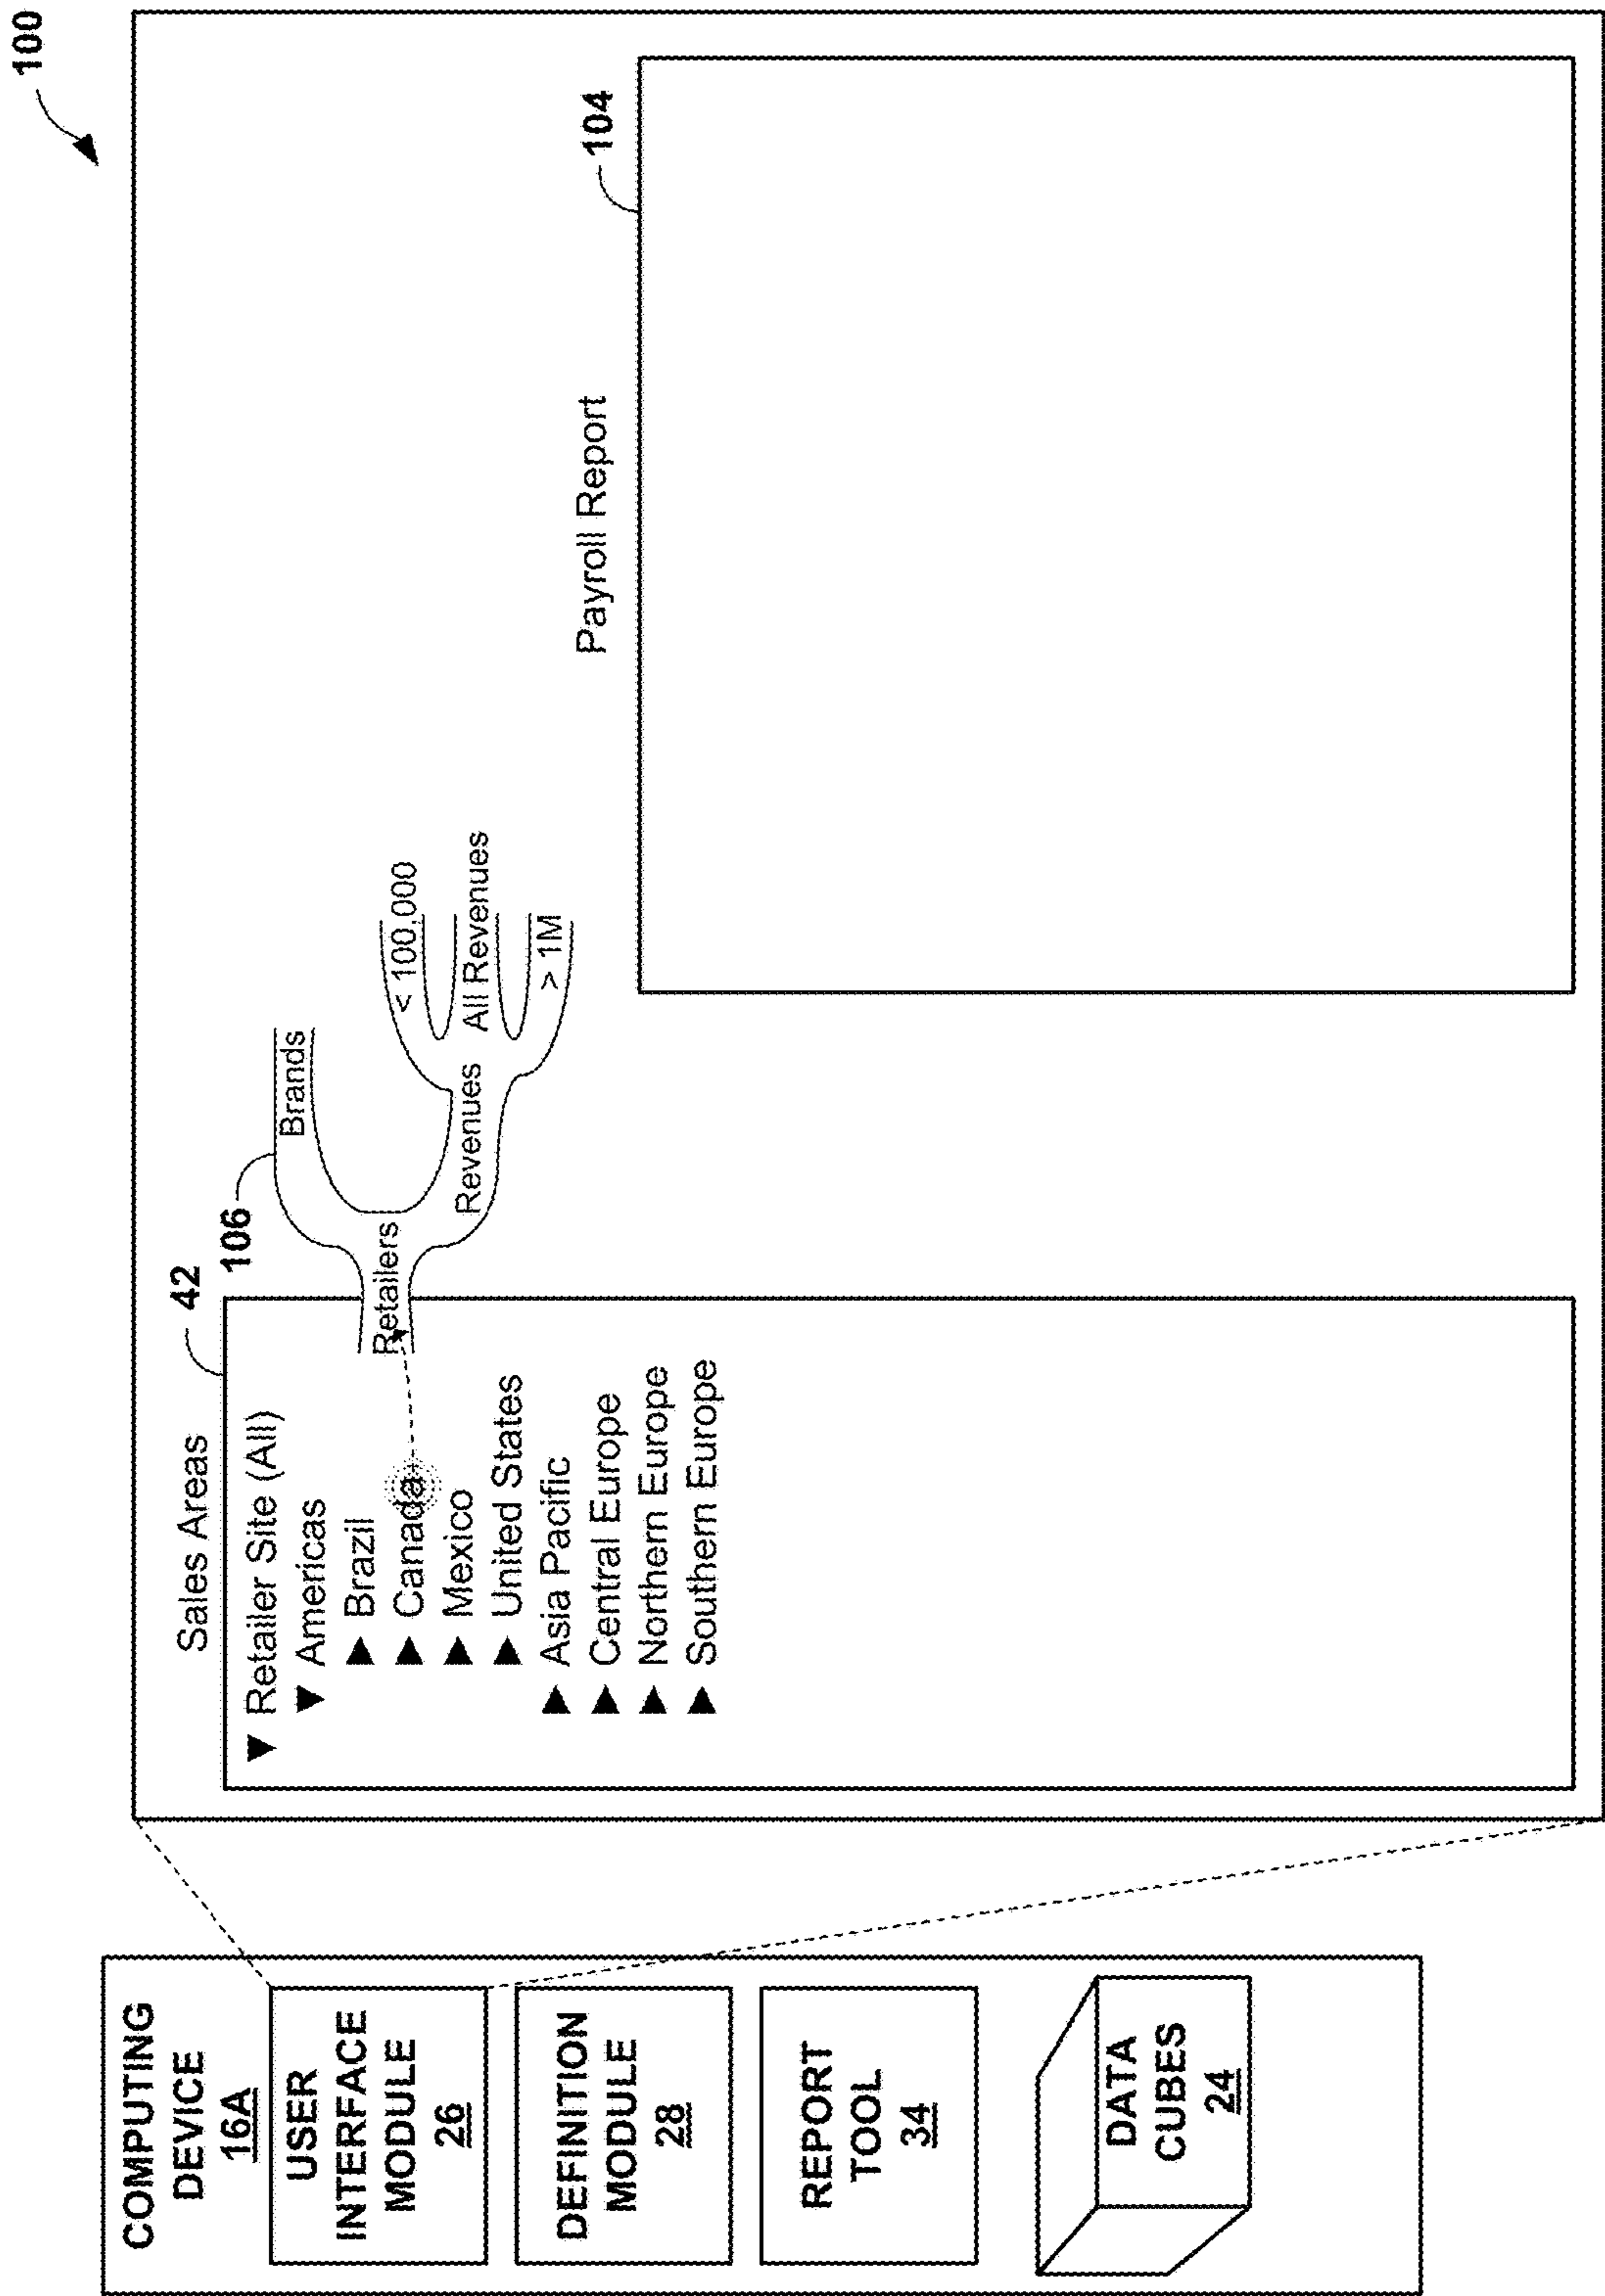 100
COMPUTING
DEVICE
16A
USER
INTERFACE
MODULE
26
DEFINITION
MODULE
28
REPORT
TOOL
34
DATA
CUBES
24
Sales Areas
42
▼ Retailer Site (All)
▼ Americas
▶ Brazil
▶ Canada
▶ Mexico
▶ United States
▶ Asia Pacific
▶ Central Europe
▶ Northern Europe
▶ Southern Europe
106
Retailers
Brands
Revenues
< 100,000
All Revenues
> 1M
Payroll Report
104